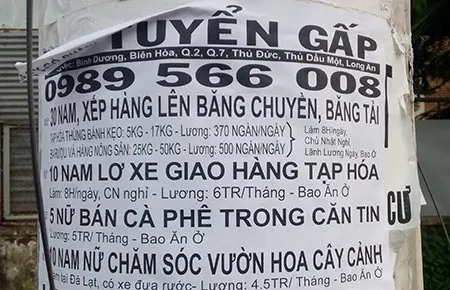 TUYỂN GẤP
Bình Dương, Biên Hòa, Q.2, Q.7, Thủ Đức, Thủ Dầu Một, Long An
0989 566 008
30 NAM, XẾP HÀNG LÊN BĂNG CHUYỀN, BĂNG TẢI
TẠP HÓA THÙNG BÁNH KẸO: 5KG - 17KG - Lương: 370 NGÀN/NGÀY
BIA RƯỢU VÀ HÀNG NÔNG SẢN: 25KG - 50KG - Lương: 500 NGÀN/NGÀY
Làm: 8H/ngày,
Chủ Nhật Nghỉ
Lãnh Lương Ngày, Bao Ở
10 NAM LƠ XE GIAO HÀNG TẠP HÓA
Làm: 8H/ngày, CN nghỉ - Lương: 6TR/Tháng - Bao Ăn Ở
5 NỮ BÁN CÀ PHÊ TRONG CĂN TIN
Lương: 5TR/ Tháng - Bao Ăn Ở
10 NAM NỮ CHĂM SÓC VƯỜN HOA CÂY CẢNH
tại Đà Lạt, có xe đưa rước- Lương: 4.5TR/ Tháng - Bao Ăn Ở
CƯ